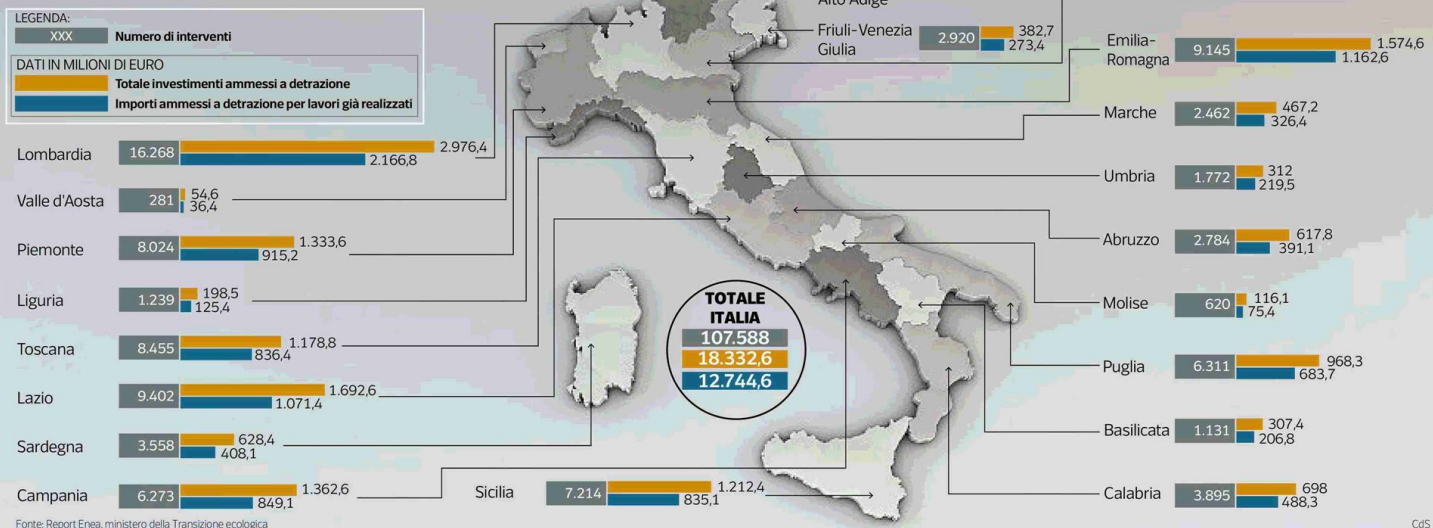 LEGENDA:
XXX Numero di interventi
DATI IN MILIONI DI EURO
Totale investimenti ammessi a detrazione
Importi ammessi a detrazione per lavori già realizzati
Lombardia 16.268 2.976,4
2.166,8
Valle d'Aosta 281 54,6
36,4
Piemonte 8.024 1.333,6
915,2
Liguria 1.239 198,5
125,4
Toscana 8.455 1.178,8
836,4
Lazio 9.402 1.692,6
1.071,4
Sardegna 3.558 628,4
408,1
Campania 6.273 1.362,6
849,1
Sicilia 7.214 1.212,4
835,1
TOTALE
ITALIA
107.588
18.332,6
12.744,6
Alto Adige
Friuli-Venezia
Giulia 2.920 382,7
273,4
Emilia-
Romagna 9.145 1.574,6
1.162,6
Marche 2.462 467,2
326,4
Umbria 1.772 312
219,5
Abruzzo 2.784 617,8
391,1
Molise 620 116,1
75,4
Puglia 6.311 968,3
683,7
Basilicata 1.131 307,4
206,8
Calabria 3.895 698
488,3
Fonte: Report Enea, ministero della Transizione ecologica
CdS